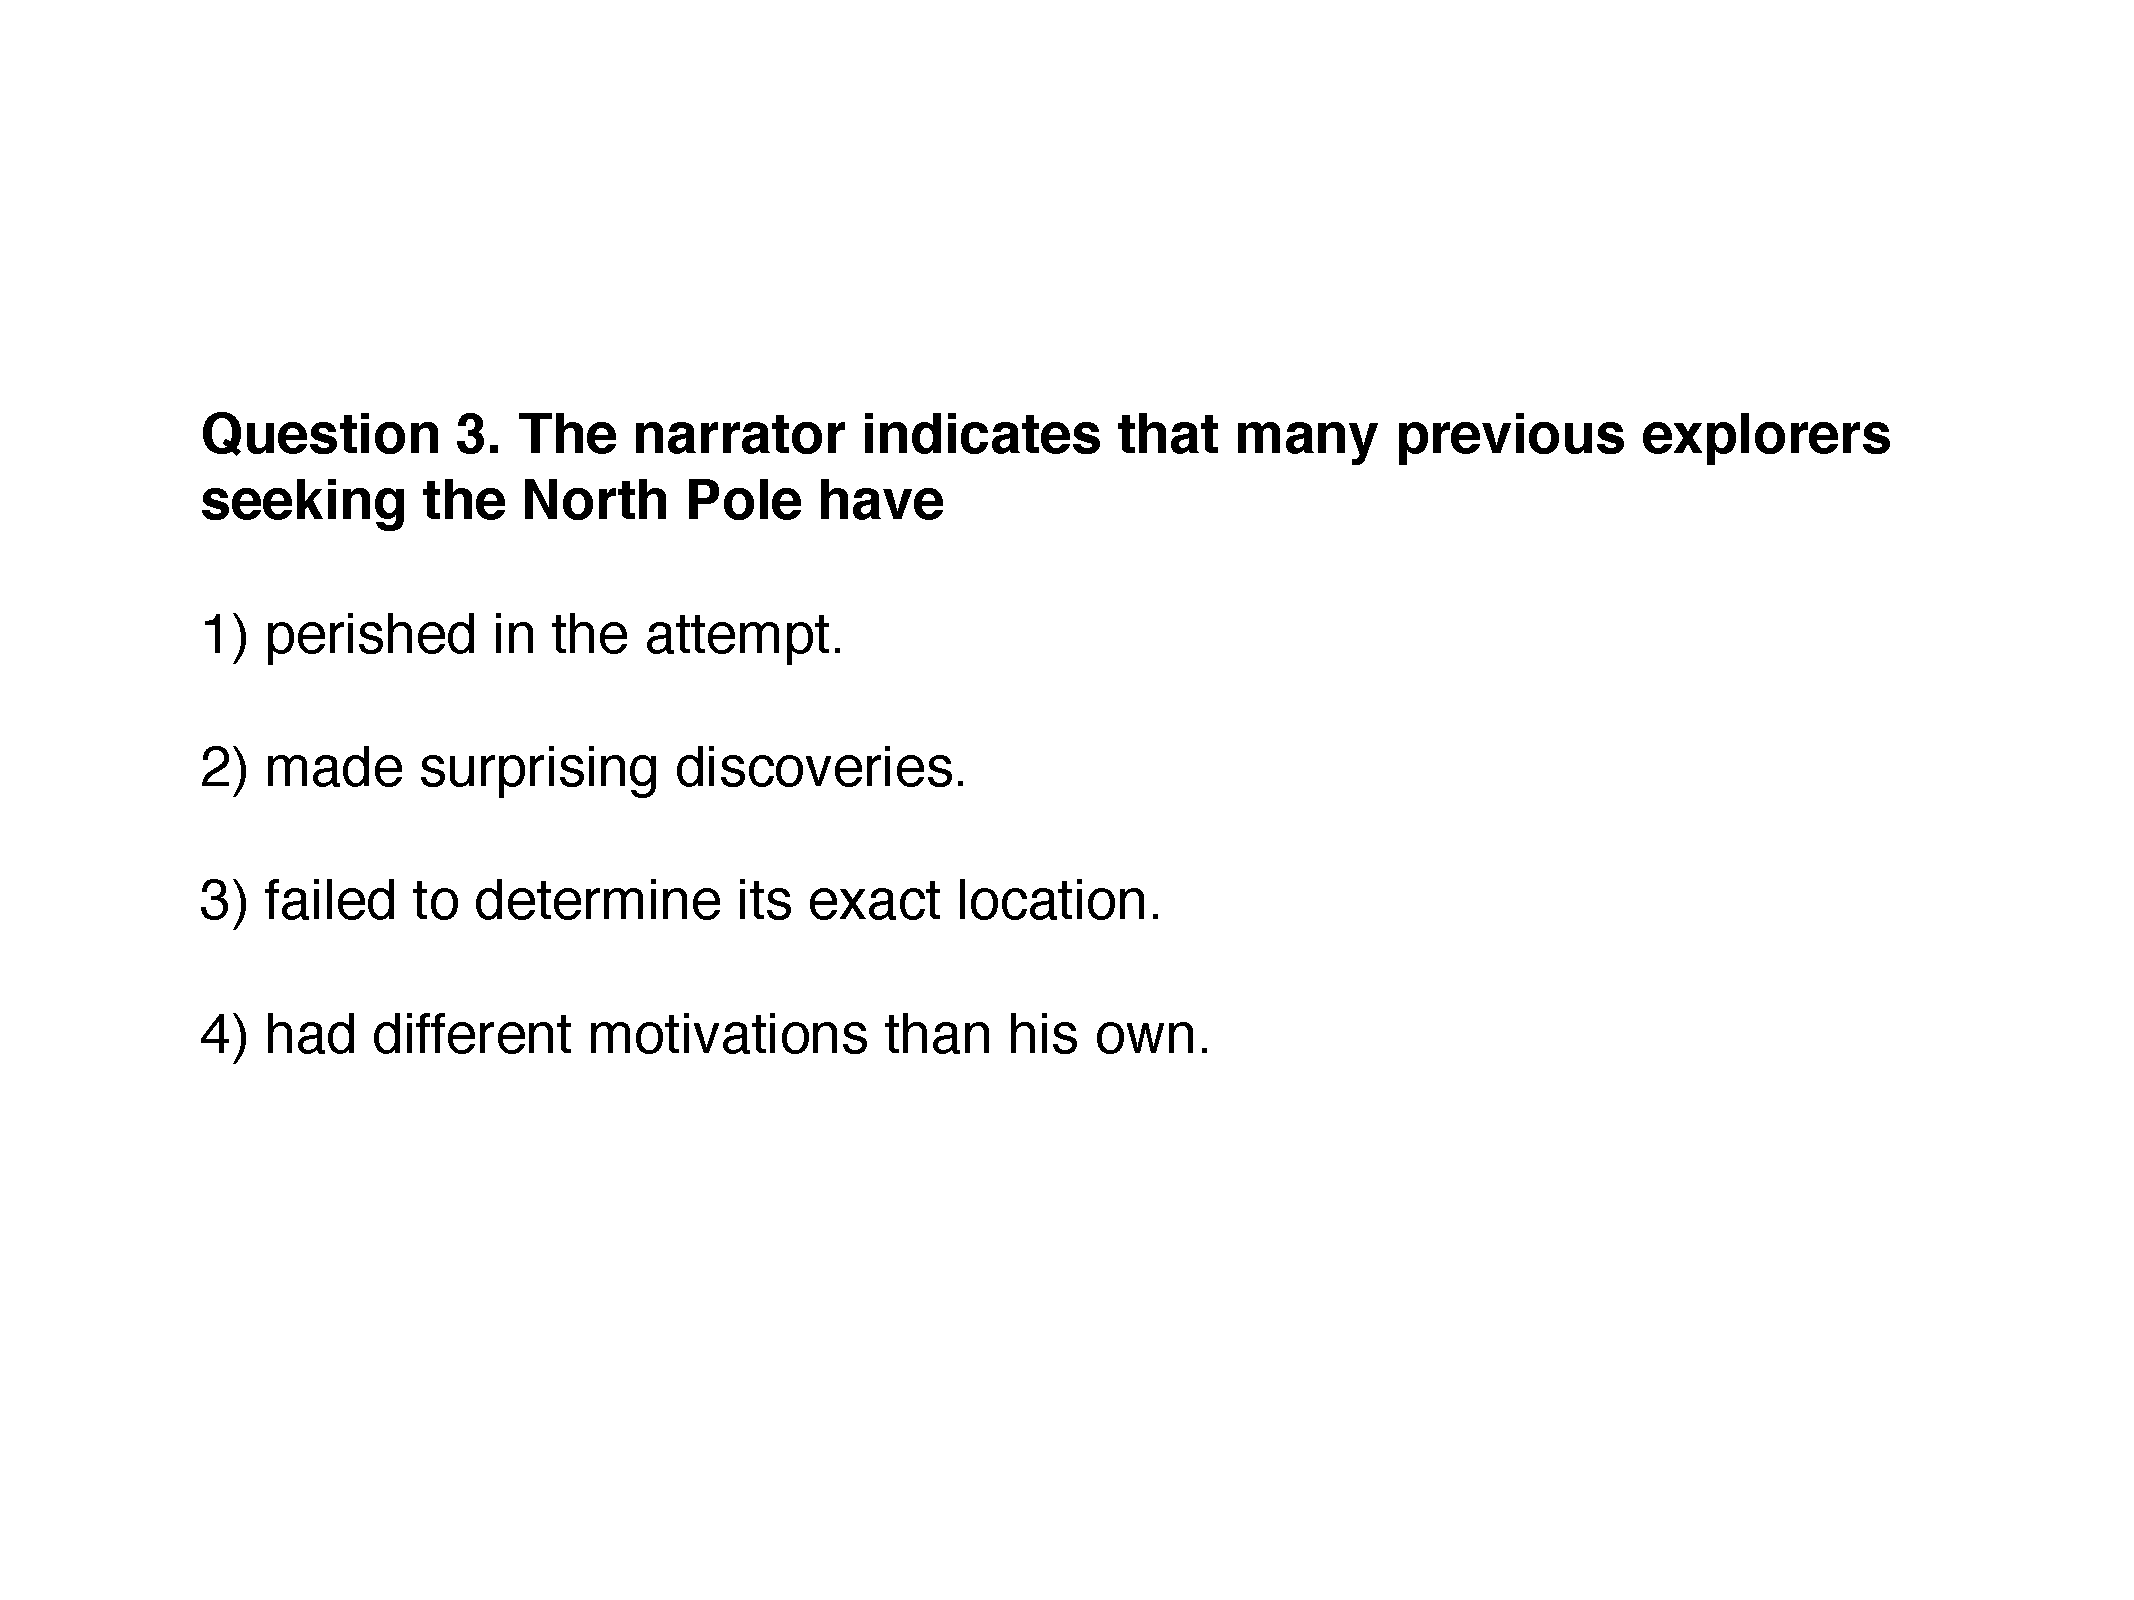 Question 3. The narrator indicates that many previous explorers
seeking the North Pole have
1) perished in the attempt.
2) made surprising discoveries.
3) failed to determine its exact location.
4) had different motivations than his own.